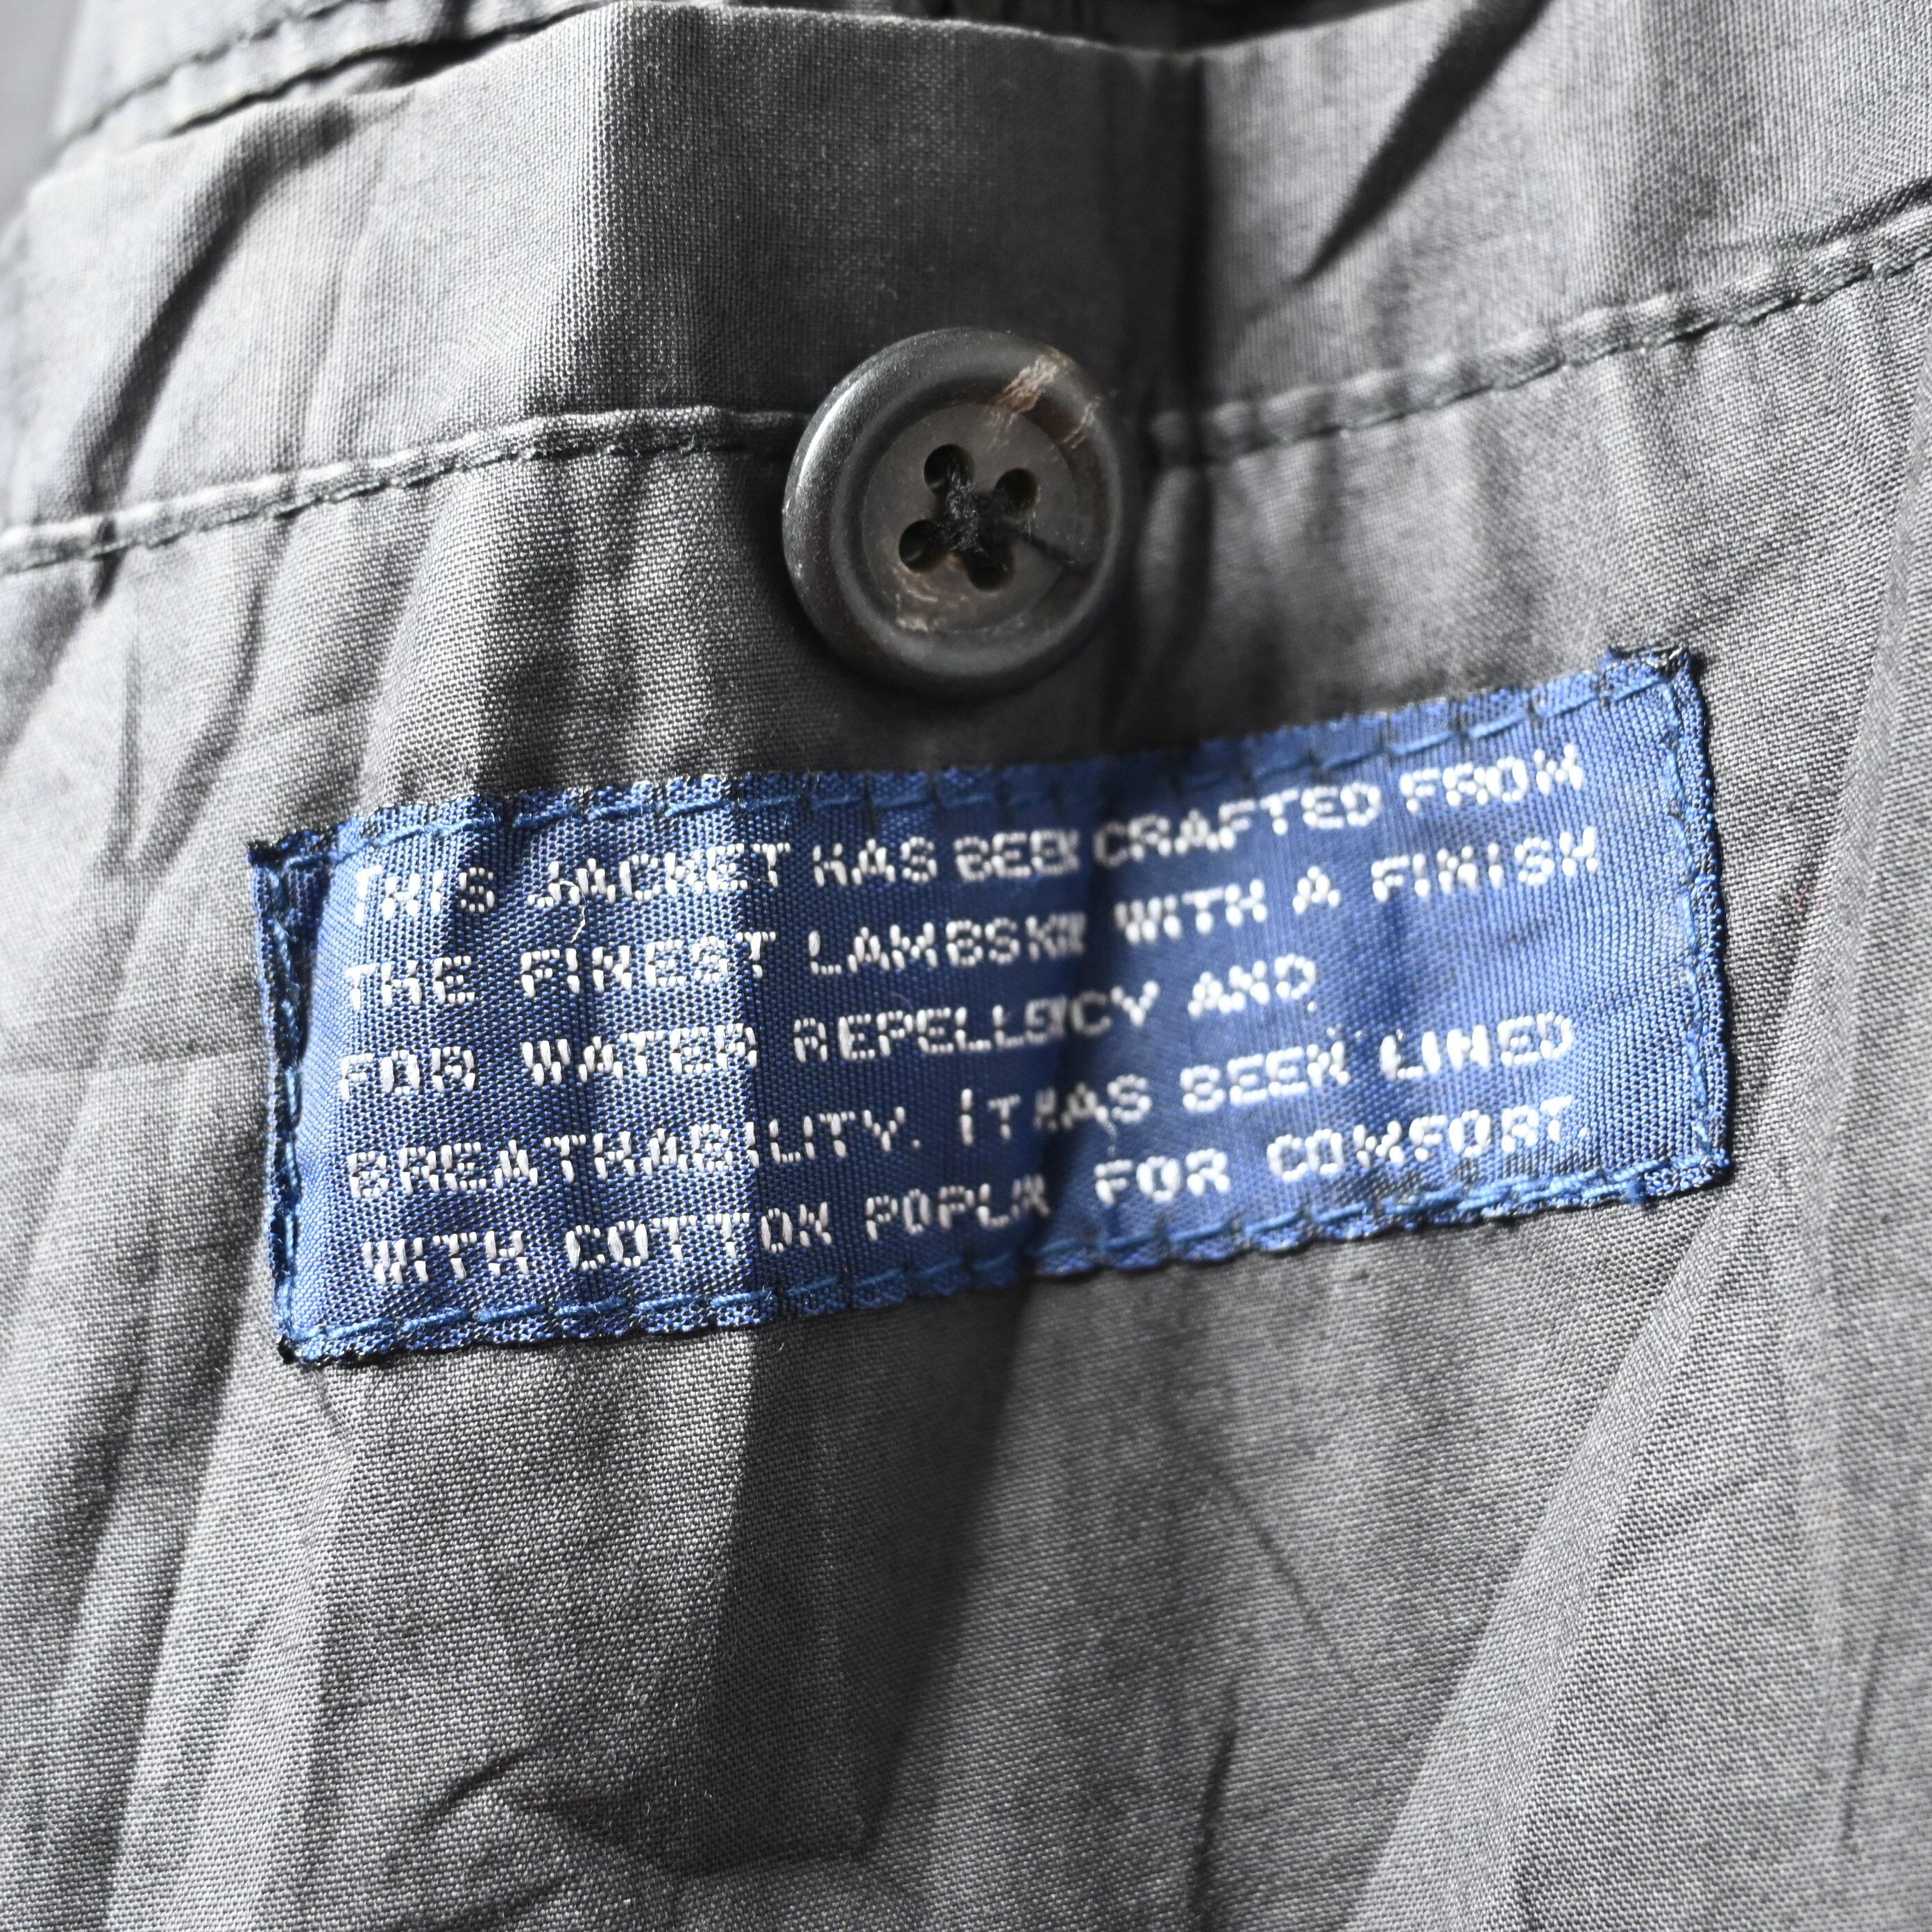 THIS JACKET HAS BEEN CRAFTED FROM
THE FINEST LAMBSKIN WITH A FINISH
FOR WATER REPELLENCY AND
BREATHABILITY. IT HAS BEEN LINED
WITH COTTON POPLIN FOR COMFORT.